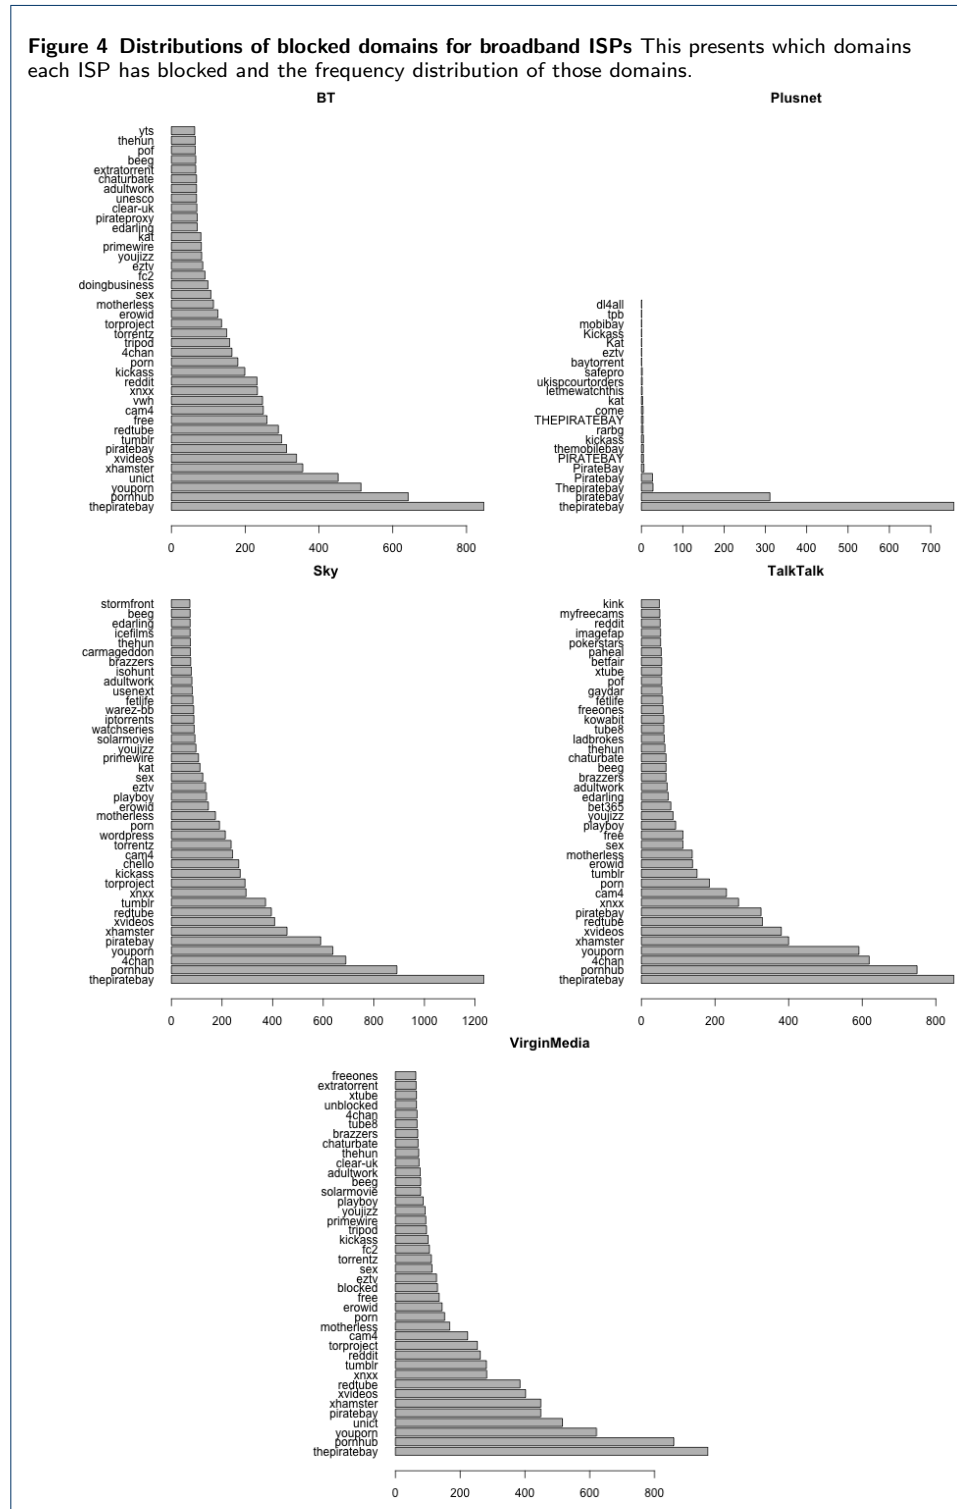 Figure 4 Distributions of blocked domains for broadband ISPs This presents which domains
each ISP has blocked and the frequency distribution of those domains.
BT
yts
thehun
pof
beeg
extratorrent
chaturbate
adultwork
unesco
clear-uk
pirateproxy
edarling
kat
primewire
youjizz
eztv
fc2
doingbusiness
sex
motherless
erowid
torproject
torrentz
tripod
4chan
porn
kickass
reddit
xnxx
vwh
cam4
free
redtube
tumblr
piratebay
xvideos
xhamster
unict
youporn
pornhub
thepiratebay
0 200 400 600 800
Plusnet
dl4all
tpb
mobibay
Kickass
Kat
eztv
baytorrent
safepro
ukispcourtorders
letmewatchthis
kat
come
THEPIRATEBAY
rarbg
kickass
themobilebay
PIRATEBAY
PirateBay
Piratebay
Thepiratebay
piratebay
thepiratebay
0 100 200 300 400 500 600 700
Sky
stormfront
beeg
edarling
icefilms
thehun
carmageddon
brazzers
isohunt
adultwork
usenext
fetlife
warez-bb
iptorrents
watchseries
solarmovie
youjizz
primewire
kat
sex
eztv
playboy
erowid
motherless
porn
wordpress
torrentz
cam4
chello
kickass
torproject
xnxx
tumblr
redtube
xvideos
xhamster
piratebay
youporn
4chan
pornhub
thepiratebay
0 200 400 600 800 1000 1200
TalkTalk
kink
myfreecams
reddit
imagefap
pokerstars
paheal
betfair
xtube
pof
gaydar
fetlife
freeones
kowabit
tube8
ladbrokes
thehun
chaturbate
beeg
brazzers
adultwork
edarling
bet365
youjizz
playboy
free
sex
motherless
erowid
tumblr
porn
cam4
xnxx
piratebay
redtube
xvideos
xhamster
youporn
4chan
pornhub
thepiratebay
0 200 400 600 800
VirginMedia
freeones
extratorrent
xtube
unblocked
4chan
tube8
brazzers
chaturbate
thehun
clear-uk
adultwork
beeg
solarmovie
playboy
youjizz
primewire
tripod
kickass
fc2
torrentz
sex
eztv
blocked
free
erowid
porn
motherless
cam4
torproject
reddit
tumblr
xnxx
redtube
xvideos
xhamster
piratebay
unict
youporn
pornhub
thepiratebay
0 200 400 600 800